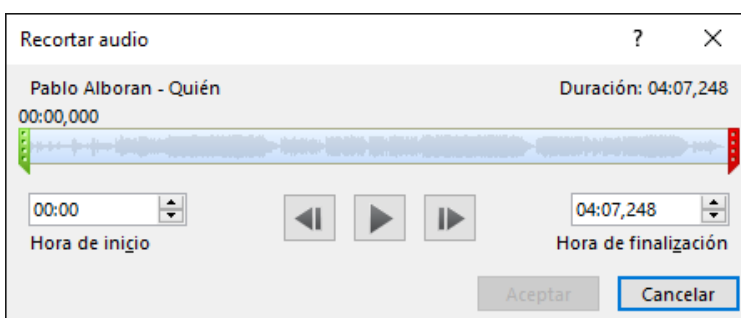 Recortar audio ?
Pablo Alboran - Quién Duración: 04:07,248
00:00,000
00:00 04:07,248
Hora de inicio Hora de finalización
Aceptar Cancelar